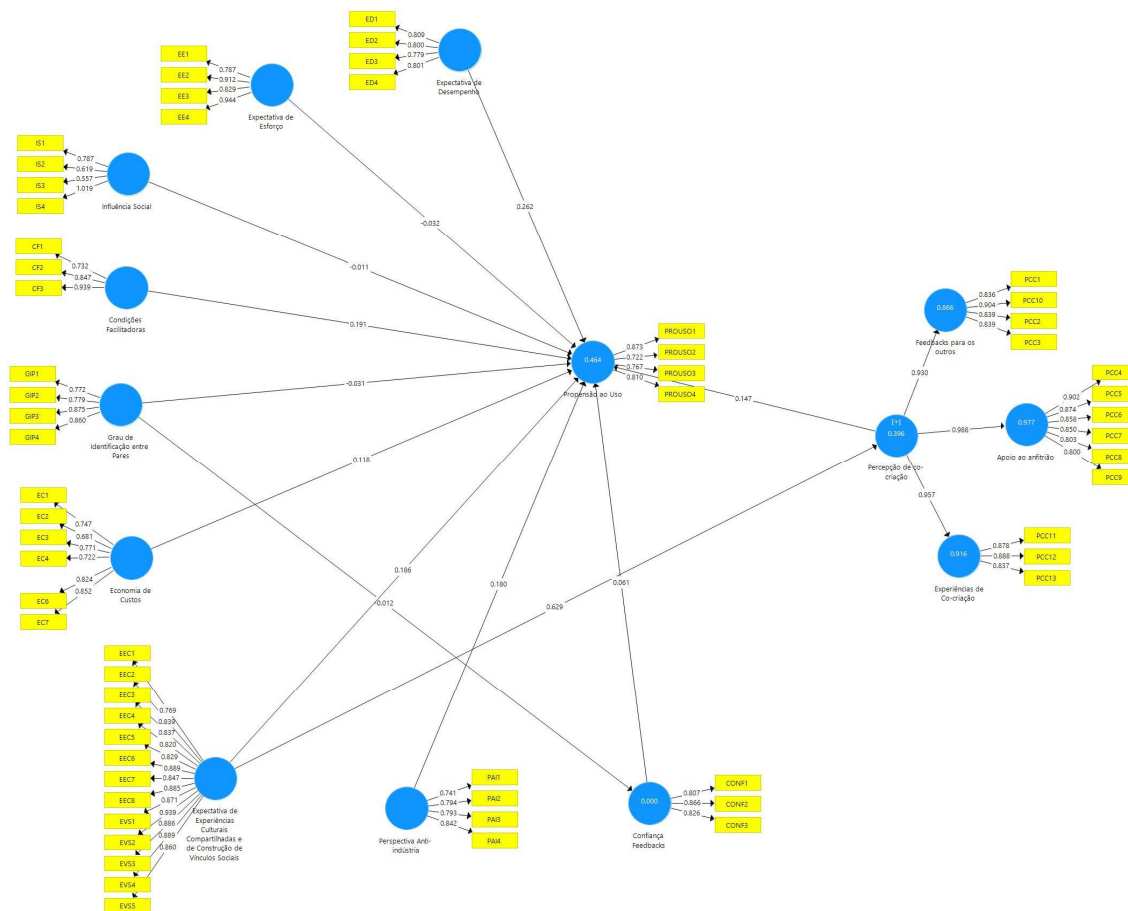 ED1
ED2
ED3
ED4
0.809
0.800
0.779
0.801
Expectativa de
Desempenho
EE1
EE2
EE3
EE4
0.787
0.912
0.829
0.944
Expectativa de
Esforço
IS1
IS2
IS3
IS4
0.787
0.619
0.557
1.019
Influência Social
CF1
CF2
CF3
0.732
0.847
0.939
Condições
Facilitadoras
GIP1
GIP2
GIP3
GIP4
0.772
0.779
0.875
0.860
Grau de
Identificação entre
Pares
EC1
EC2
EC3
EC4
EC6
EC7
0.747
0.681
0.771
0.722
0.824
0.852
Economia de
Custos
EEC1
EEC2
EEC3
EEC4
EEC5
EEC6
EEC7
EEC8
EVS1
EVS2
EVS3
EVS4
EVS5
0.769
0.839
0.837
0.820
0.829
0.889
0.847
0.885
0.871
0.939
0.886
0.889
0.860
Expectativa de
Experiências
Culturais
Compartilhadas e
de Construção de
Vínculos Sociais
0.262
-0.032
-0.011
0.191
-0.031
0.118
0.186
-0.012
0.180
0.629
0.061
0.147
0.464
Propensão ao Uso
0.873
0.722
0.767
0.810
PROUSO1
PROUSO2
PROUSO3
PROUSO4
PAI1
PAI2
PAI3
PAI4
0.741
0.794
0.793
0.842
Perspectiva Anti-
indústria
0.000
Confiança
Feedbacks
0.807
0.866
0.826
CONF1
CONF2
CONF3
[+]
0.396
Percepção de co-
criação
0.930
0.988
0.957
0.866
Feedbacks para os
outros
0.836
0.904
0.839
0.839
PCC1
PCC10
PCC2
PCC3
0.977
Apoio ao anfitrião
0.902
0.874
0.858
0.850
0.803
0.800
PCC4
PCC5
PCC6
PCC7
PCC8
PCC9
0.916
Experiências de
Co-criação
0.878
0.888
0.837
PCC11
PCC12
PCC13